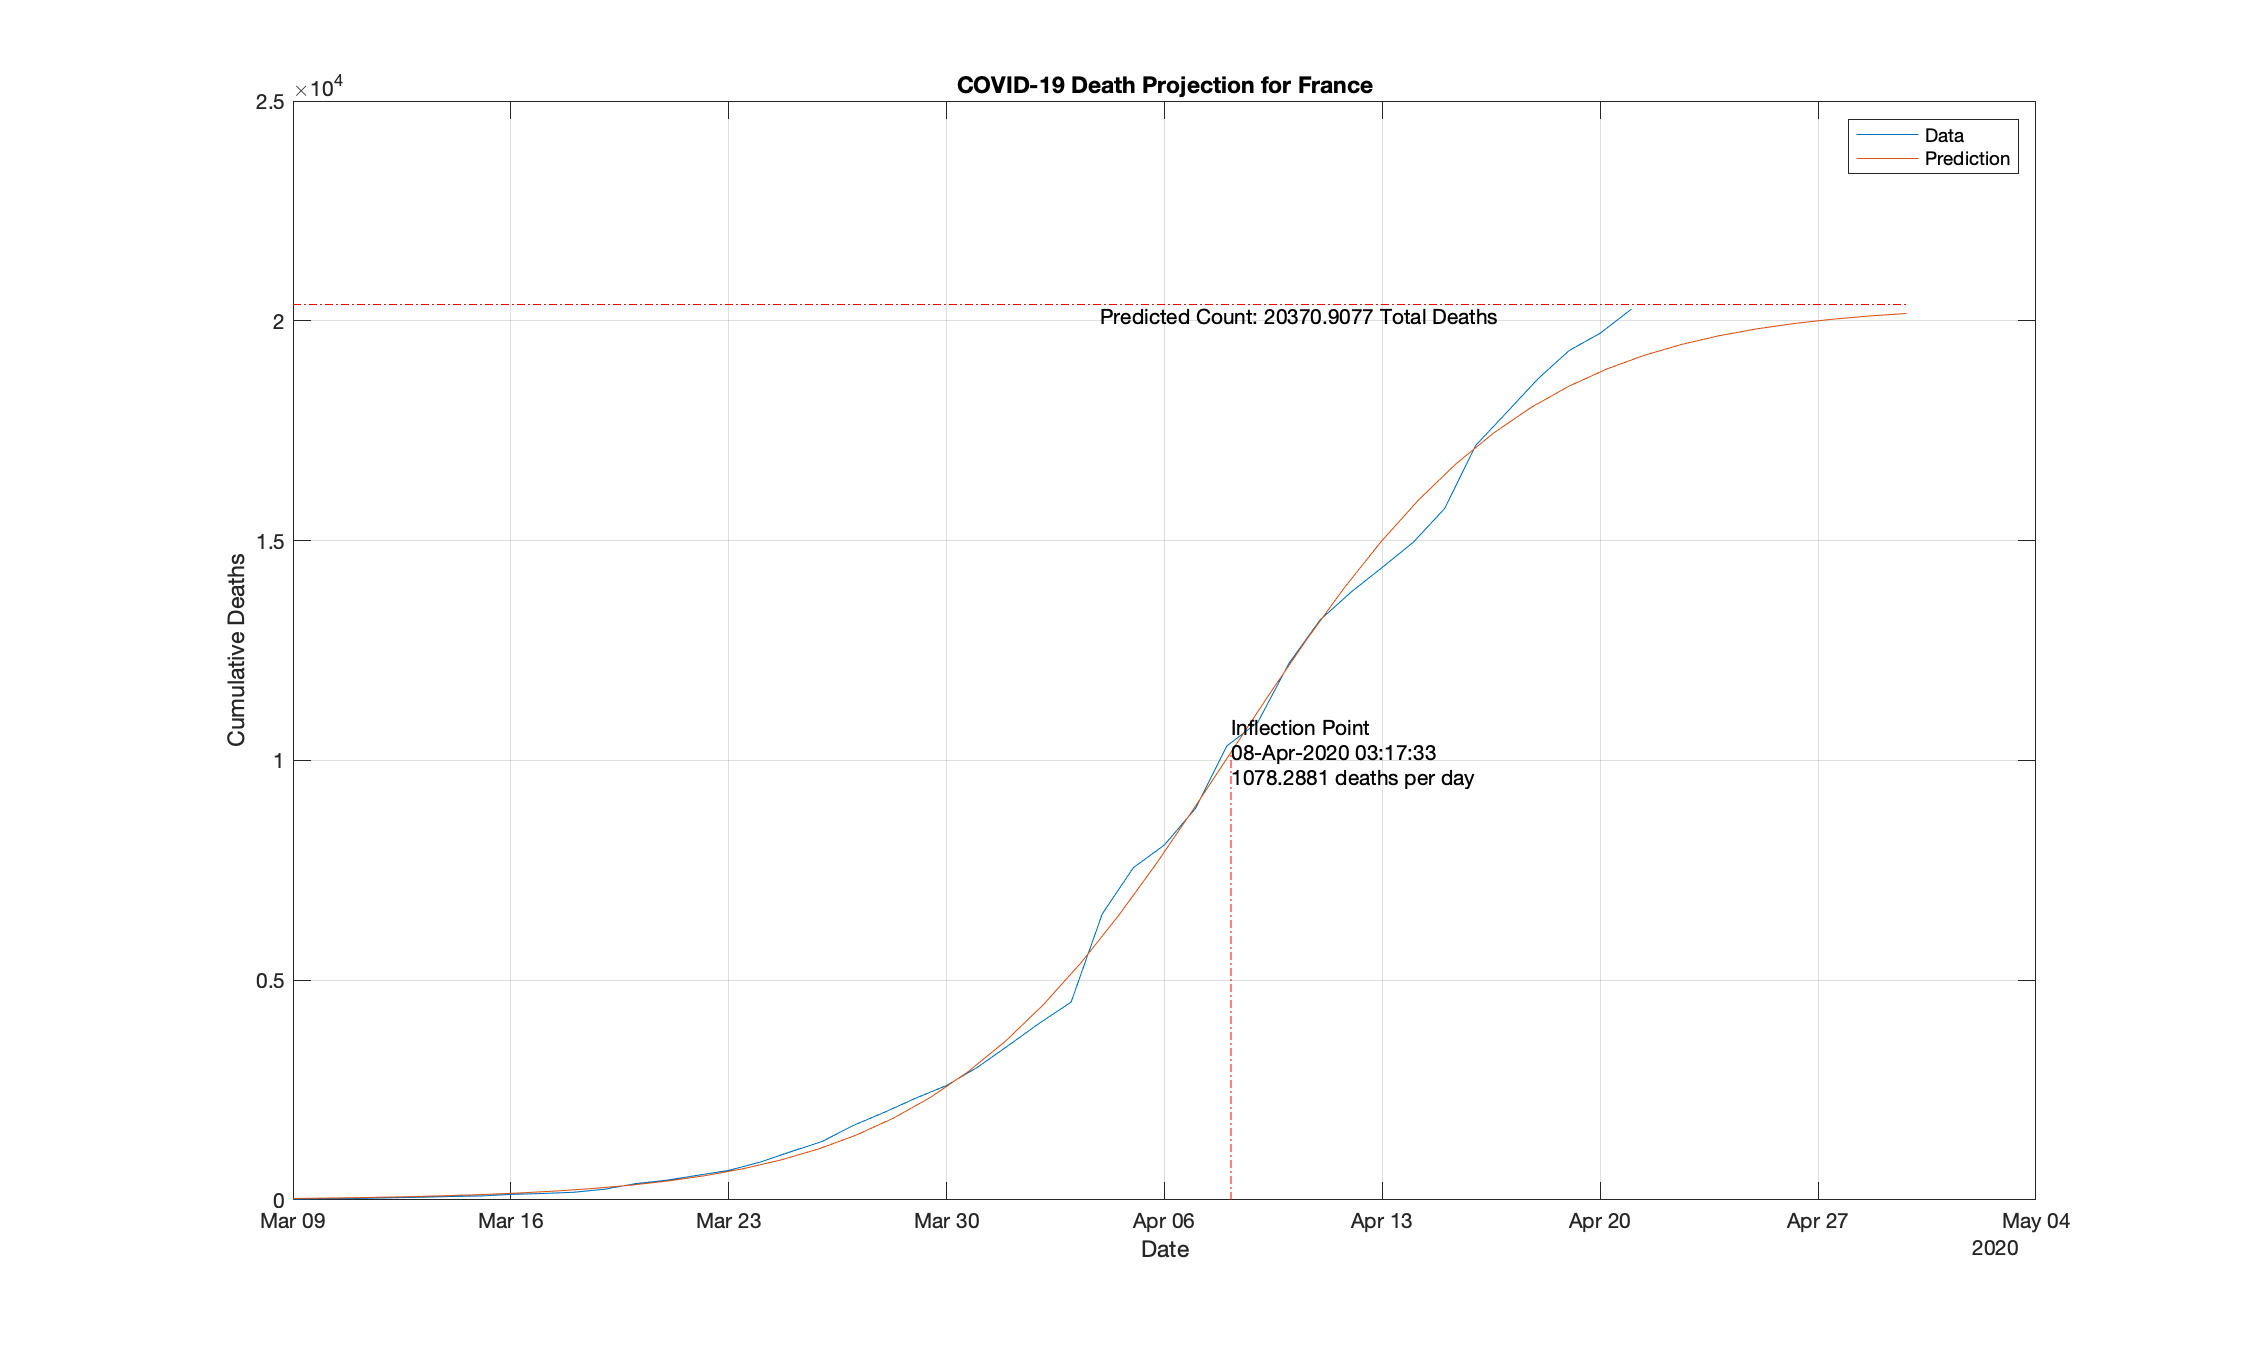 COVID-19 Death Projection for France
×10⁴
2.5
2
1.5
1
0.5
0
Cumulative Deaths
Data
Prediction
Predicted Count: 20370.9077 Total Deaths
Inflection Point
08-Apr-2020 03:17:33
1078.2881 deaths per day
Mar 09 Mar 16 Mar 23 Mar 30 Apr 06 Apr 13 Apr 20 Apr 27 May 04
Date
2020